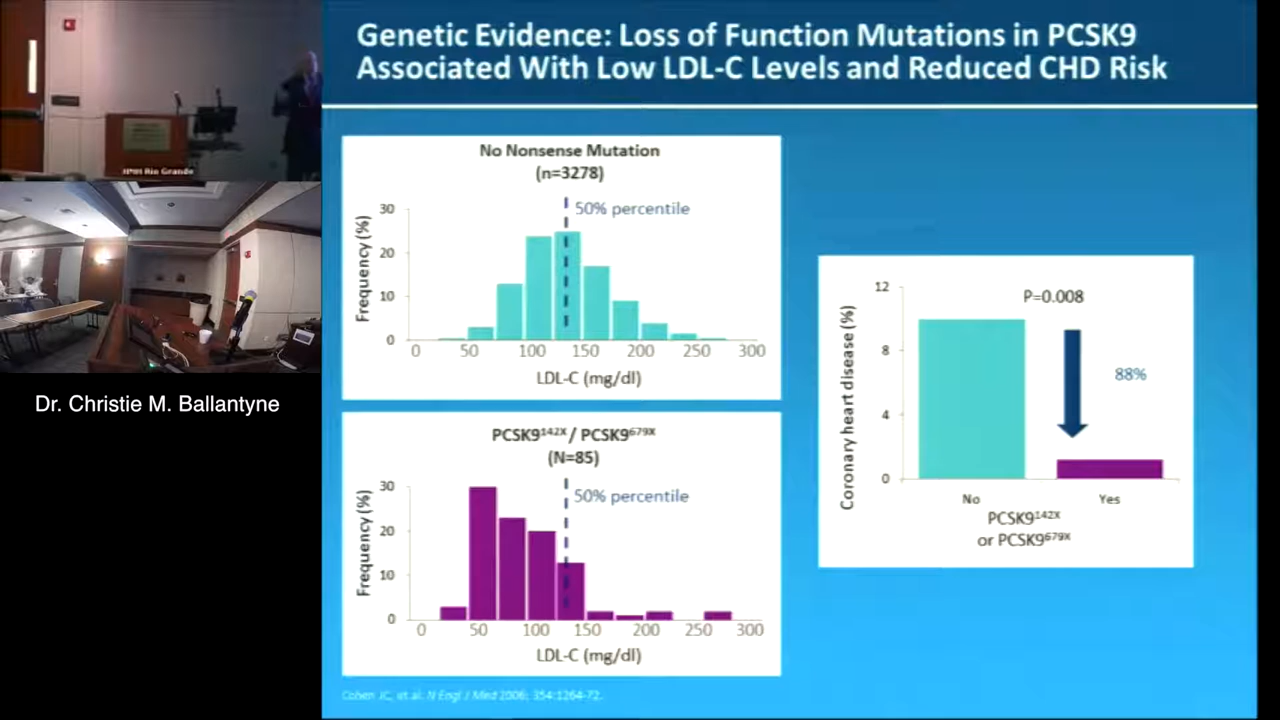 Genetic Evidence: Loss of Function Mutations in PCSK9
Associated With Low LDL-C Levels and Reduced CHD Risk
HMH Rio Grande
Dr. Christie M. Ballantyne
No Nonsense Mutation
(n=3278)
50% percentile
Frequency (%)
30
20
10
0
0 50 100 150 200 250 300
LDL-C (mg/dl)
PCSK9¹⁴²ˣ / PCSK9⁶⁷⁹ˣ
(N=85)
50% percentile
Frequency (%)
30
20
10
0
0 50 100 150 200 250 300
LDL-C (mg/dl)
P=0.008
88%
Coronary heart disease (%)
12
8
4
0
No Yes
PCSK9¹⁴²ˣ
or PCSK9⁶⁷⁹ˣ
Cohen JC, et al. N Engl J Med 2006; 354:1264-72.